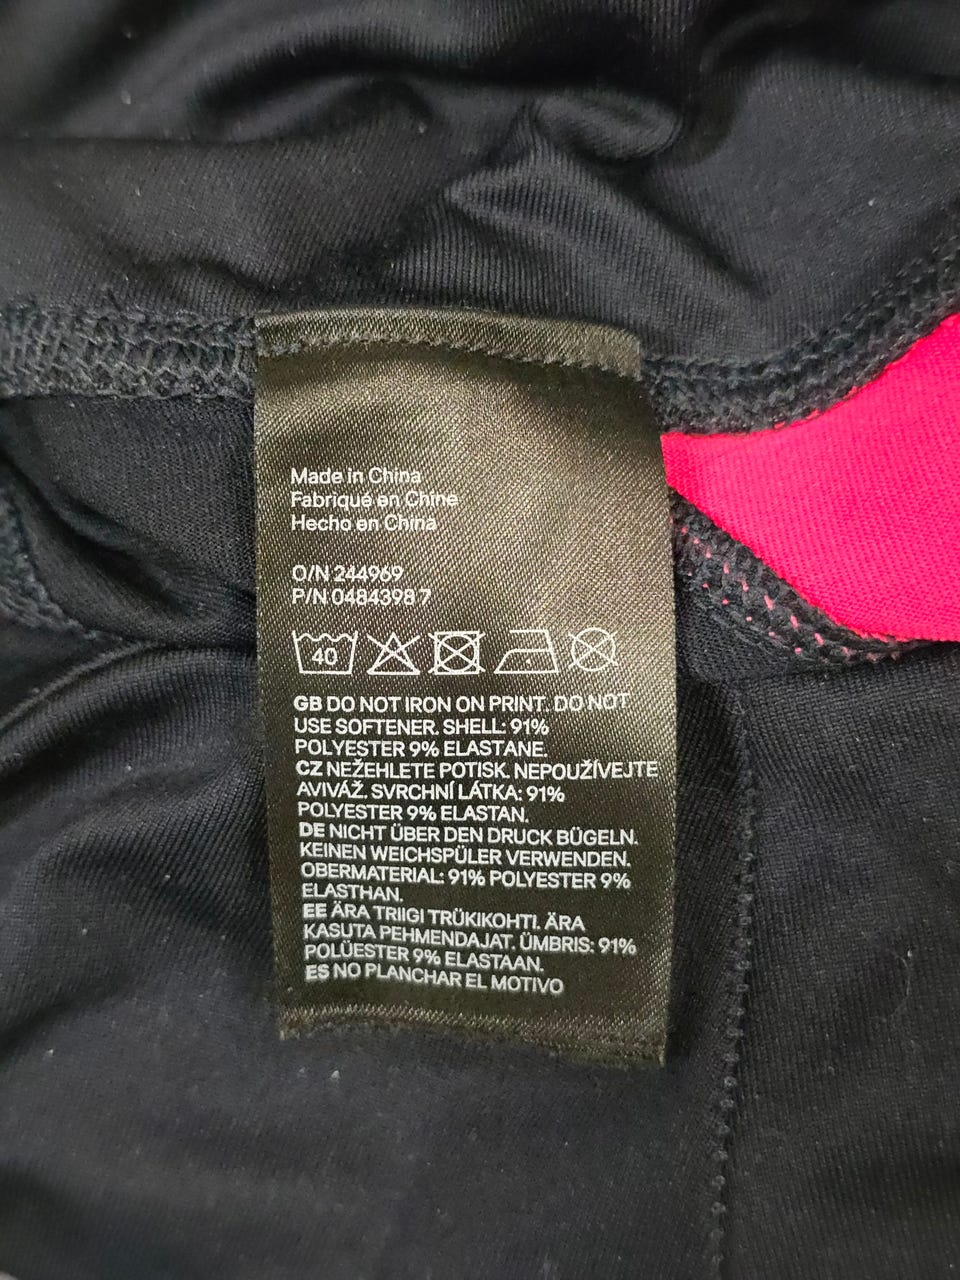 Made in China
Fabriqué en Chine
Hecho en China
O/N 244969
P/N 0484398 7
40
GB DO NOT IRON ON PRINT. DO NOT
USE SOFTENER. SHELL: 91%
POLYESTER 9% ELASTANE.
CZ NEŽEHLETE POTISK. NEPOUŽÍVEJTE
AVIVÁŽ. SVRCHNÍ LÁTKA: 91%
POLYESTER 9% ELASTAN.
DE NICHT ÜBER DEN DRUCK BÜGELN.
KEINEN WEICHSPÜLER VERWENDEN.
OBERMATERIAL: 91% POLYESTER 9%
ELASTHAN.
EE ÄRA TRIIGI TRÜKIKOHTI. ÄRA
KASUTA PEHMENDAJAT. ÜMBRIS: 91%
POLÜESTER 9% ELASTAAN.
ES NO PLANCHAR EL MOTIVO